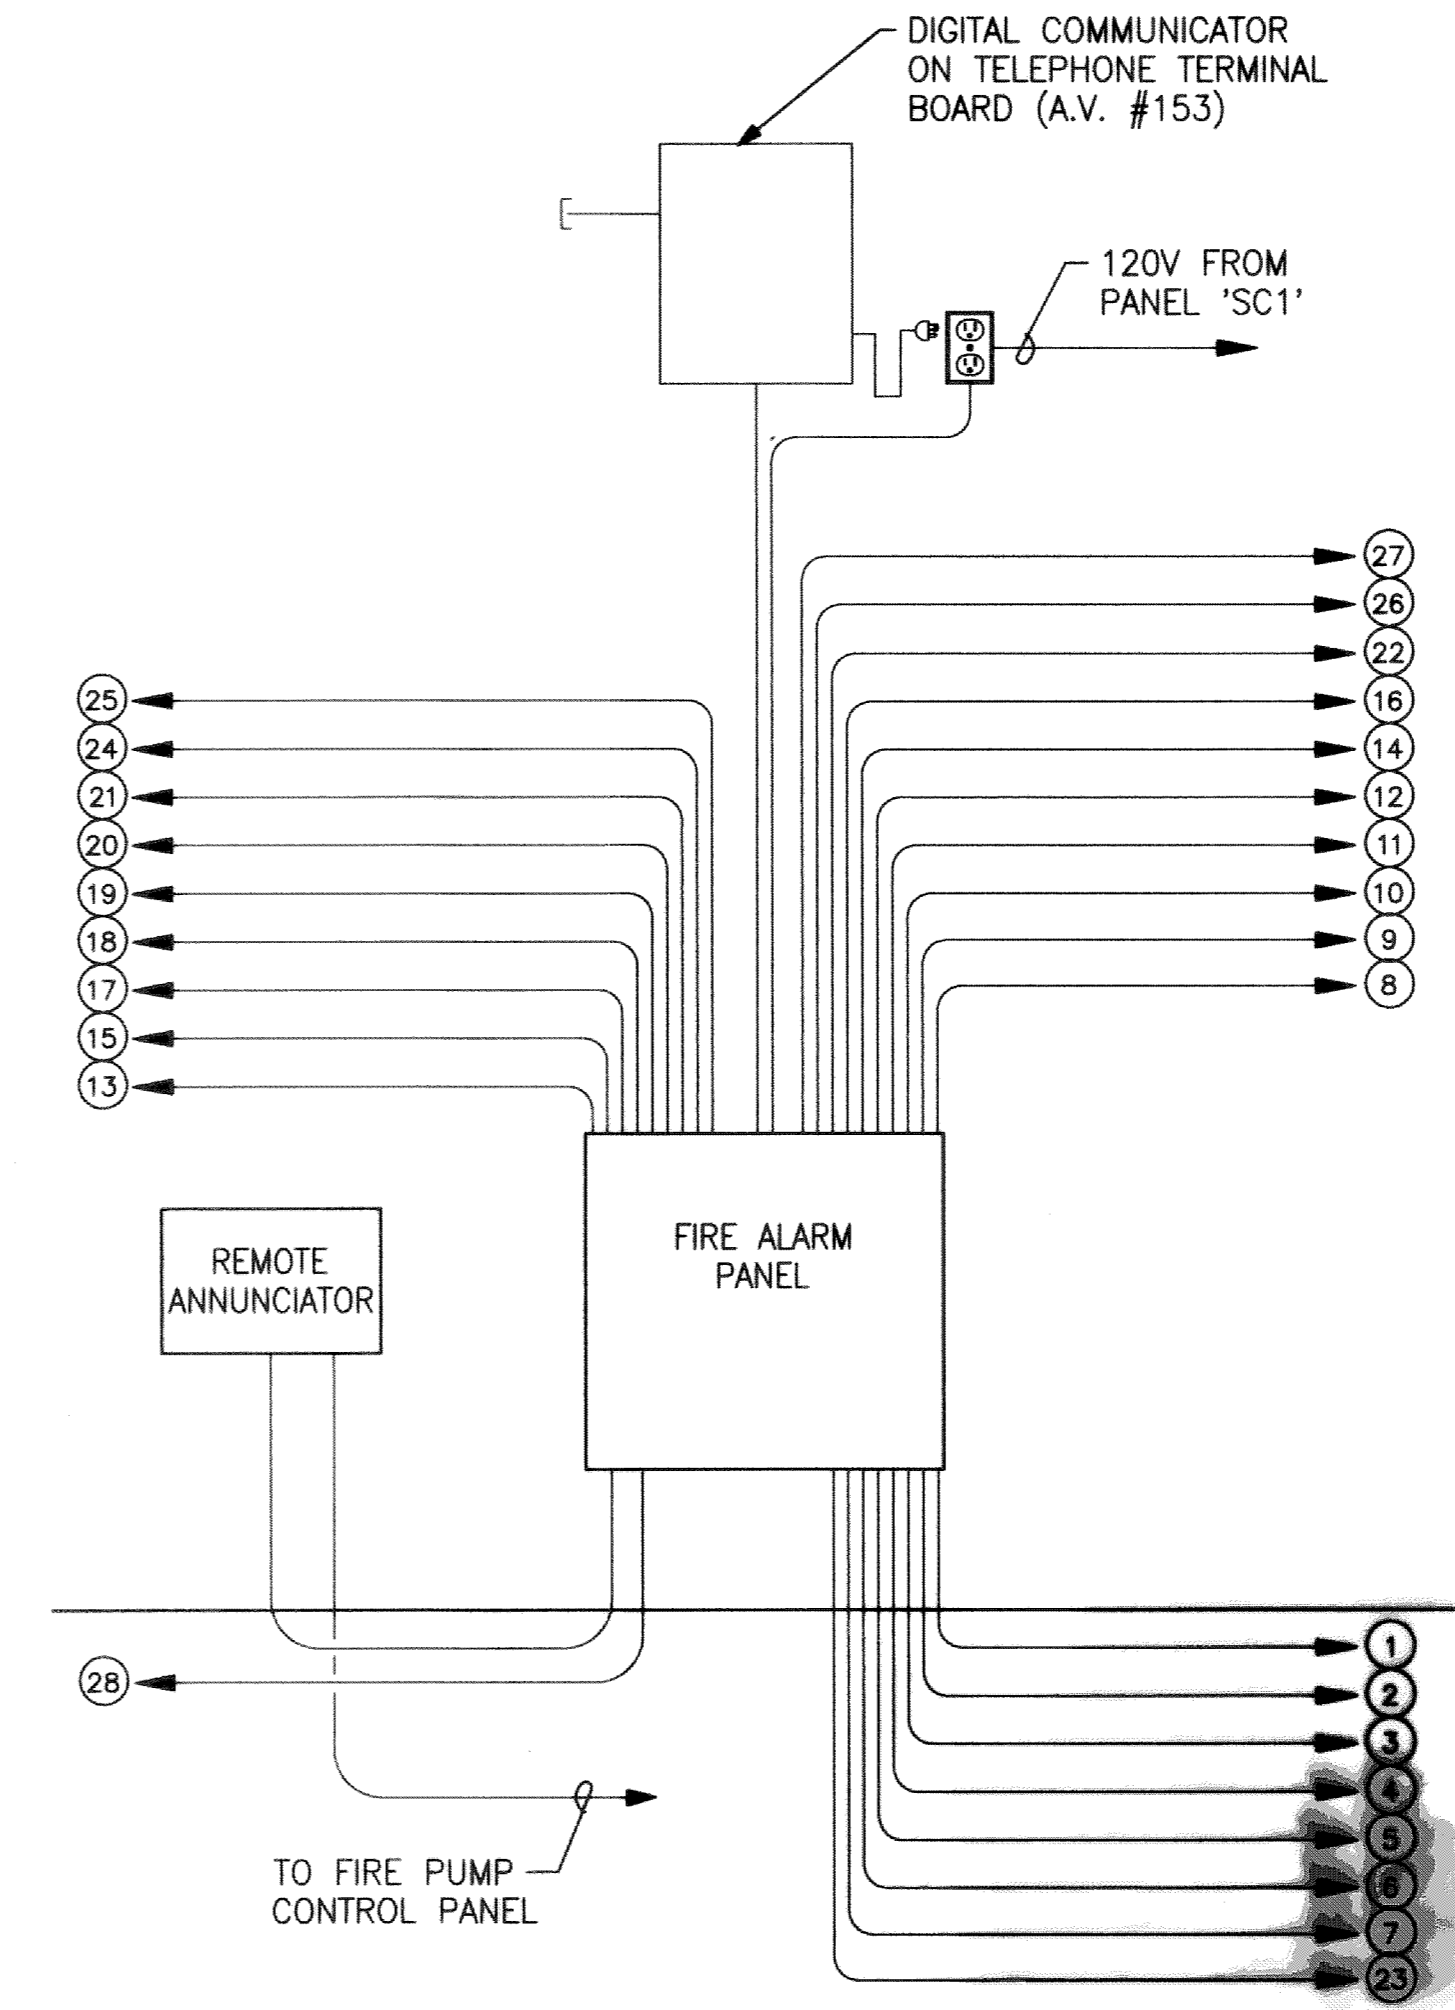 DIGITAL COMMUNICATOR
ON TELEPHONE TERMINAL
BOARD (A.V. #153)
120V FROM
PANEL 'SC1'
27
26
22
16
14
12
11
10
9
8
25
24
21
20
19
18
17
15
13
FIRE ALARM
PANEL
REMOTE
ANNUNCIATOR
28
TO FIRE PUMP
CONTROL PANEL
1
2
3
4
5
6
7
23